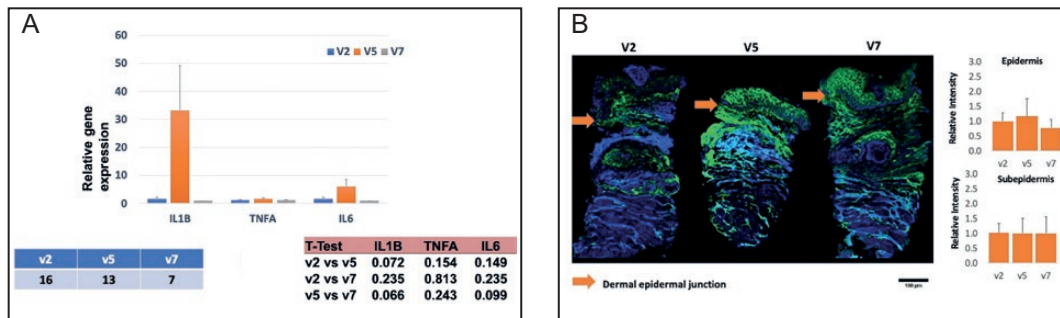 A
60
50
40
30
20
10
0
Relative gene
expression
V2 V5 V7
IL1B TNFA IL6
v2 v5 v7
16 13 7
T-Test IL1B TNFA IL6
v2 vs v5 0.072 0.154 0.149
v2 vs v7 0.235 0.813 0.235
v5 vs v7 0.066 0.243 0.099
B
V2 V5 V7
Dermal epidermal junction
100 µm
Epidermis
Relative Intensity
3.0
2.5
2.0
1.5
1.0
0.5
0.0
v2 v5 v7
Subepidermis
Relative Intensity
3.0
2.5
2.0
1.5
1.0
0.5
0.0
v2 v5 v7